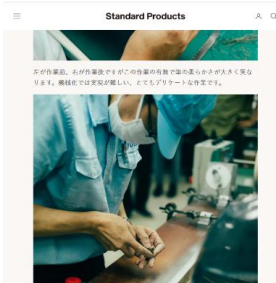 Standard Products
左が作業前、右が作業後ですがこの作業の有無で革の柔らかさが大きく異な
ります。機械化では実現が難しい、とてもデリケートな作業です。